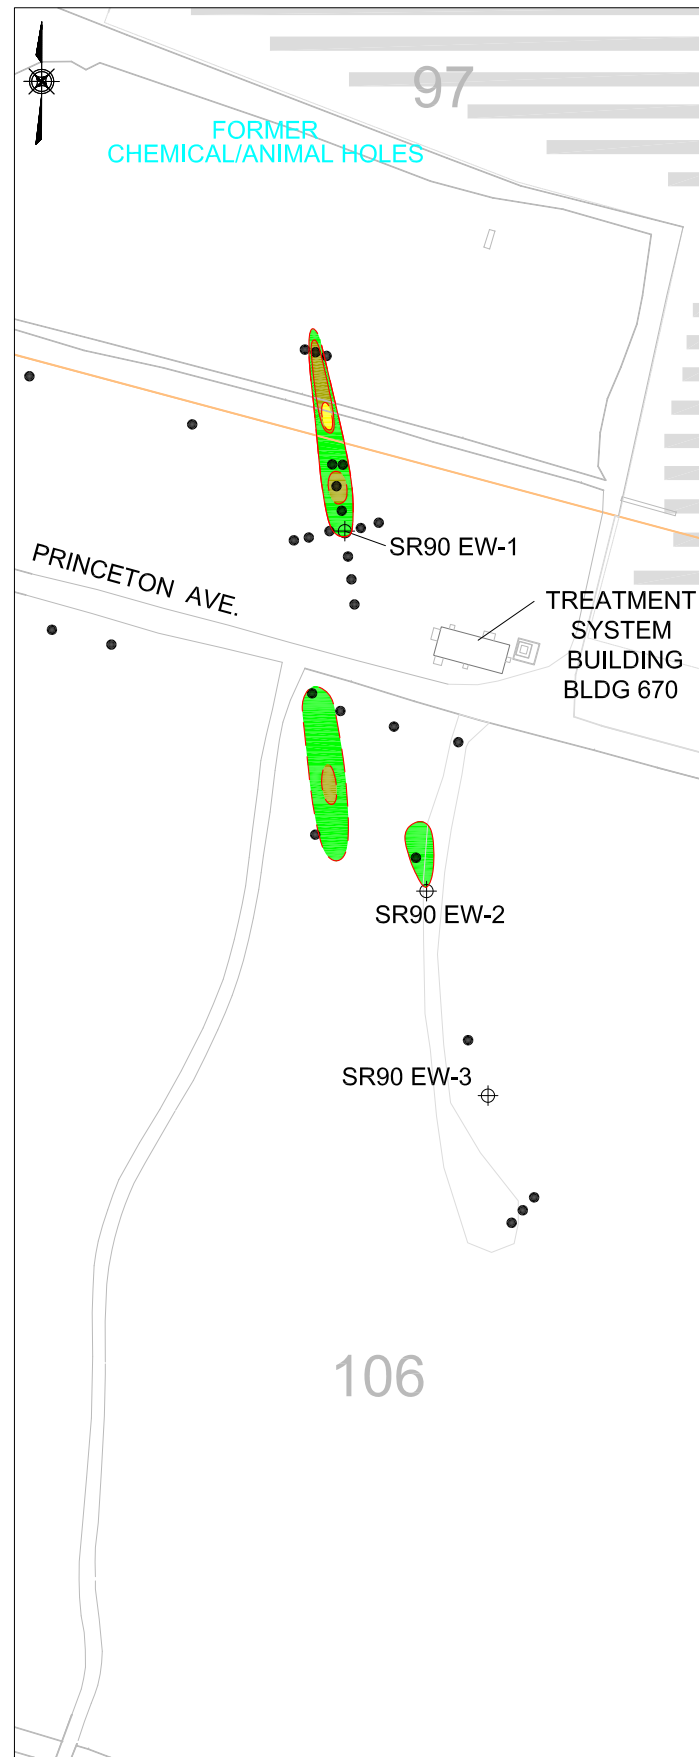 97
FORMER
CHEMICAL/ANIMAL HOLES
SR90 EW-1
PRINCETON AVE.
TREATMENT
SYSTEM
BUILDING
BLDG 670
SR90 EW-2
SR90 EW-3
106